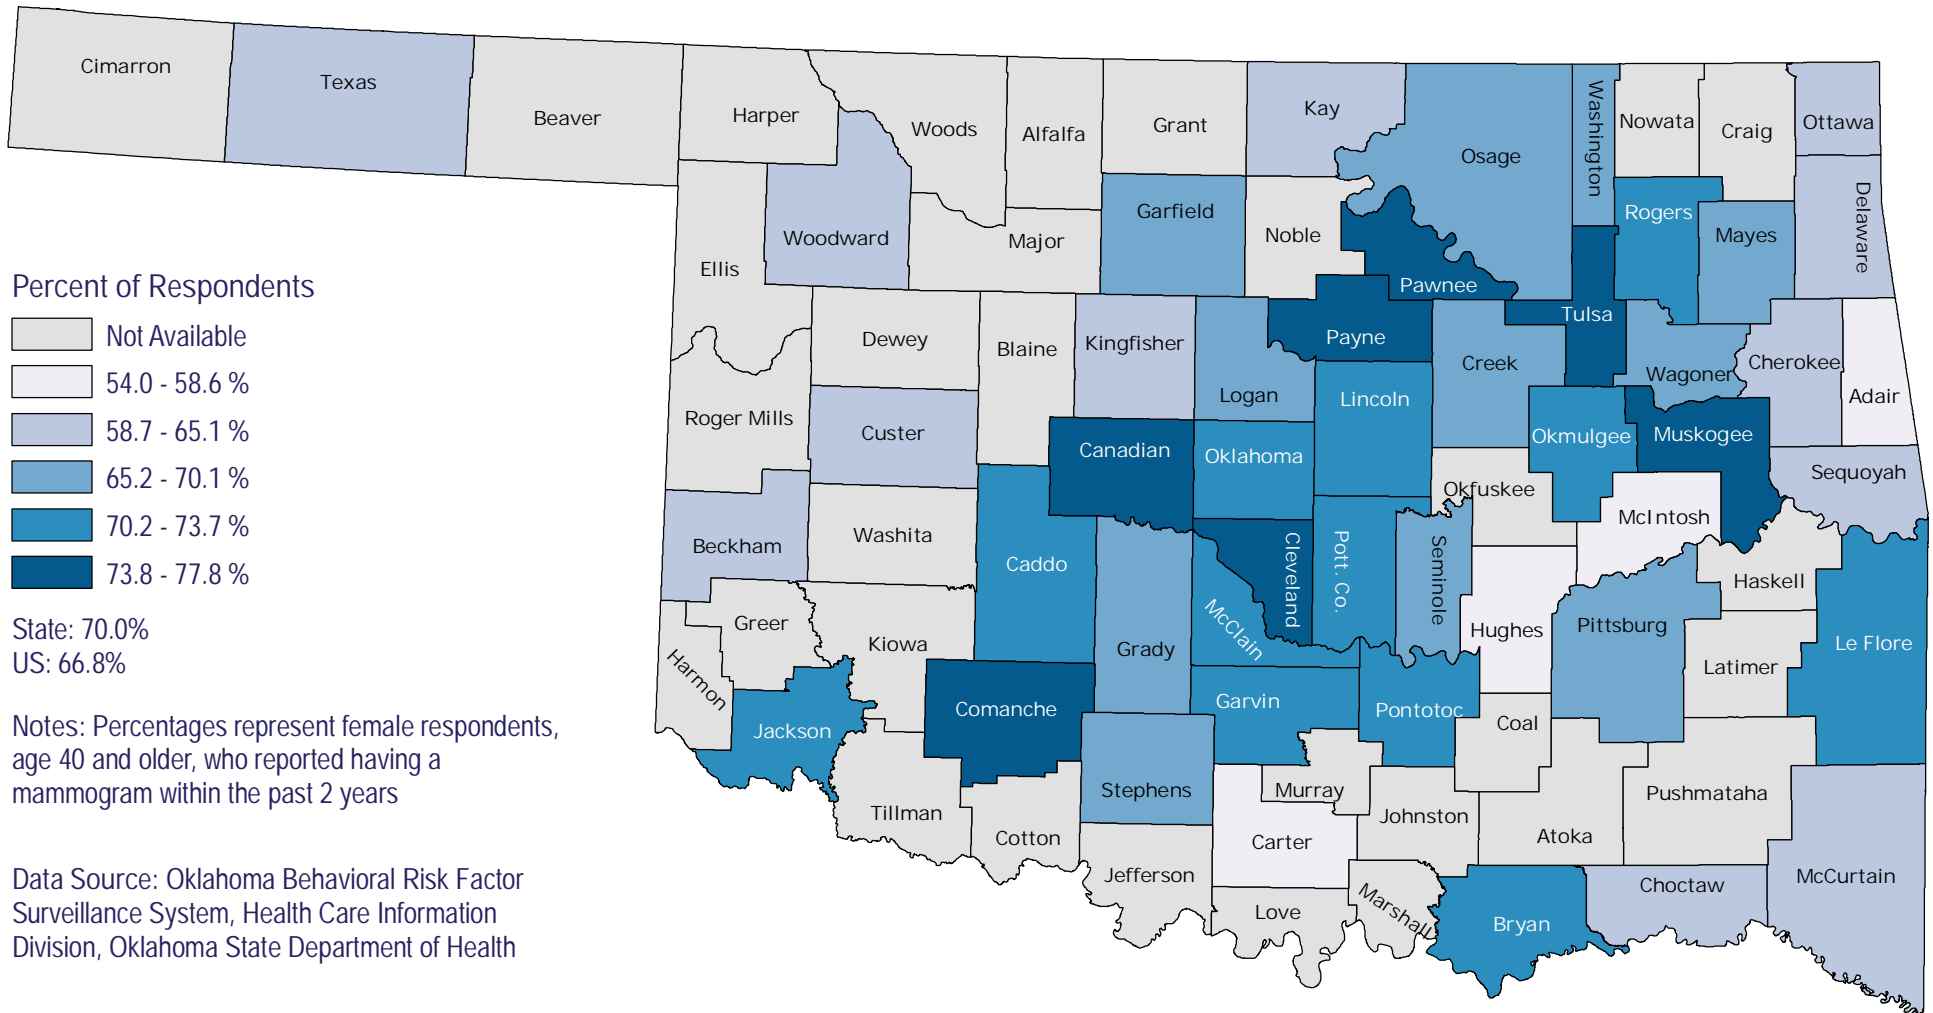 Cimarron
Texas
Beaver
Harper
Woods
Alfalfa
Grant
Kay
Osage
Washington
Nowata
Craig
Ottawa
Delaware
Ellis
Woodward
Major
Garfield
Noble
Pawnee
Rogers
Mayes
Tulsa
Payne
Dewey
Blaine
Kingfisher
Logan
Lincoln
Creek
Wagoner
Cherokee
Adair
Roger Mills
Custer
Canadian
Oklahoma
Okmulgee
Muskogee
Sequoyah
Okfuskee
McIntosh
Beckham
Washita
Caddo
Grady
McClain
Cleveland
Pott. Co.
Seminole
Hughes
Pittsburg
Haskell
Latimer
Le Flore
Harmon
Greer
Kiowa
Jackson
Comanche
Garvin
Pontotoc
Coal
Tillman
Cotton
Stephens
Murray
Carter
Johnston
Atoka
Pushmataha
McCurtain
Jefferson
Love
Marshall
Bryan
Choctaw
Percent of Respondents
Not Available
54.0 - 58.6 %
58.7 - 65.1 %
65.2 - 70.1 %
70.2 - 73.7 %
73.8 - 77.8 %
State: 70.0%
US: 66.8%
Notes: Percentages represent female respondents,
age 40 and older, who reported having a
mammogram within the past 2 years
Data Source: Oklahoma Behavioral Risk Factor
Surveillance System, Health Care Information
Division, Oklahoma State Department of Health